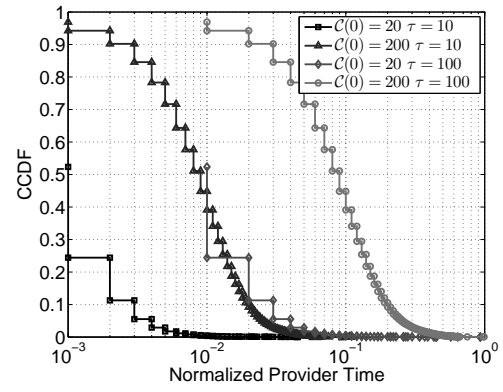 1
0.9
0.8
0.7
0.6
0.5
0.4
0.3
0.2
0.1
0
CCDF
C(0) = 20 τ = 10
C(0) = 200 τ = 10
C(0) = 20 τ = 100
C(0) = 200 τ = 100
10⁻³ 10⁻² 10⁻¹ 10⁰
Normalized Provider Time